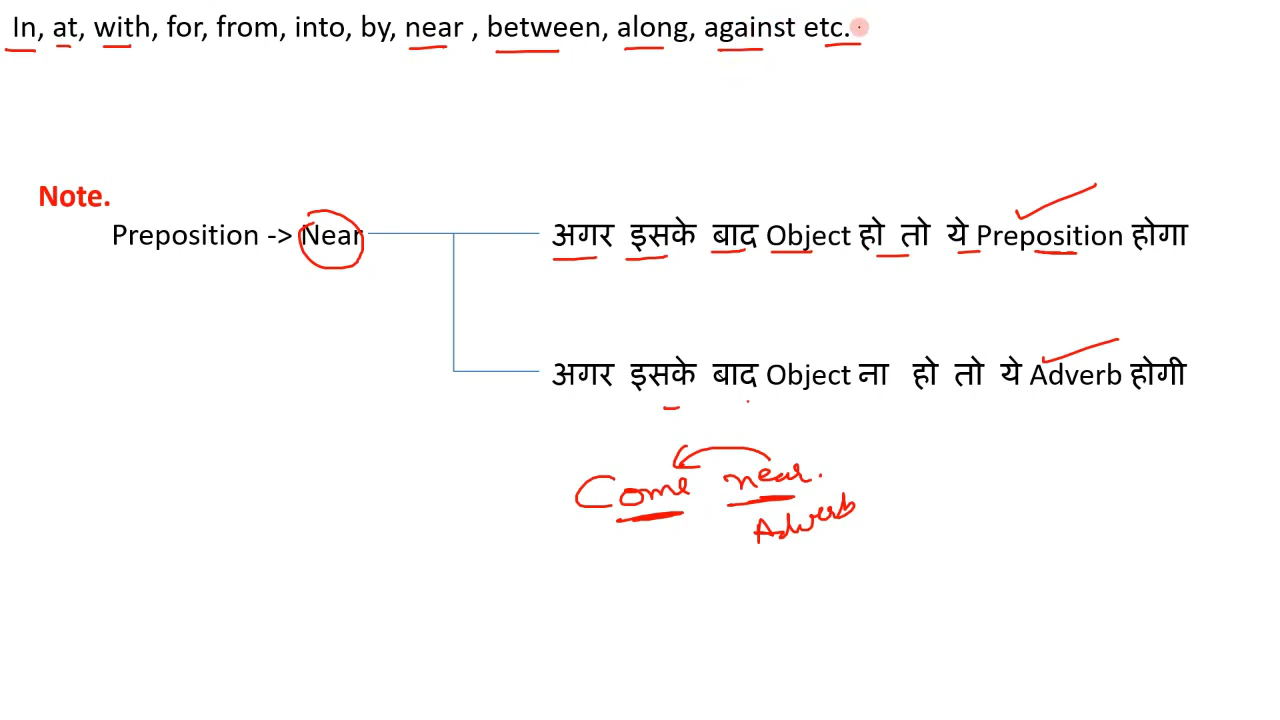 In, at, with, for, from, into, by, near , between, along, against etc.
Note.
Preposition -> Near
अगर इसके बाद Object हो तो ये Preposition होगा
अगर इसके बाद Object ना हो तो ये Adverb होगी
Come near.
Adverb